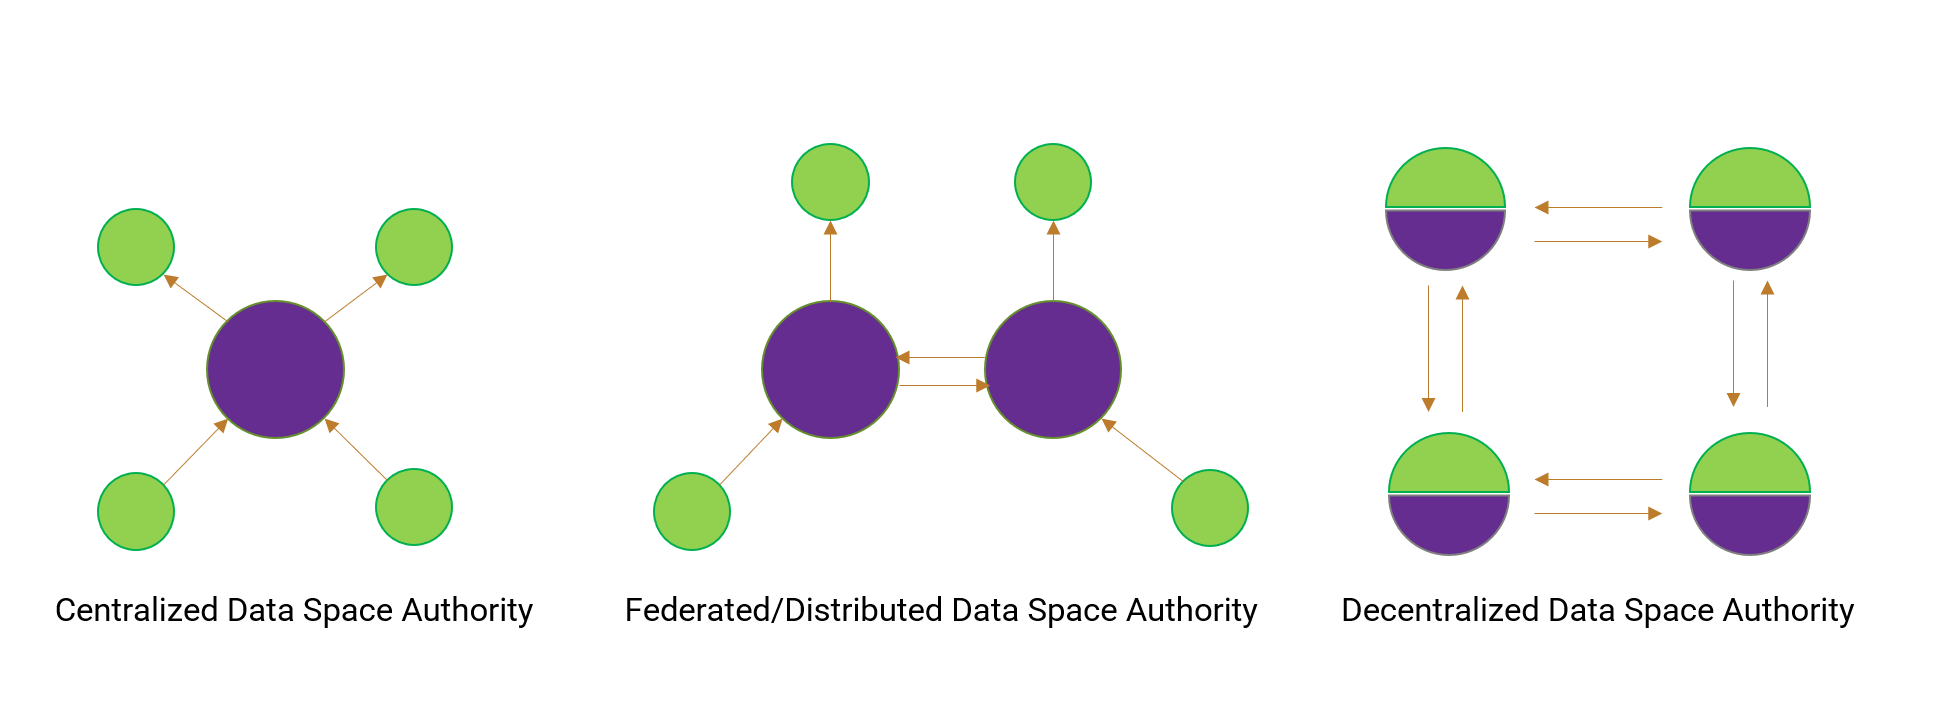 Centralized Data Space Authority
Federated/Distributed Data Space Authority
Decentralized Data Space Authority